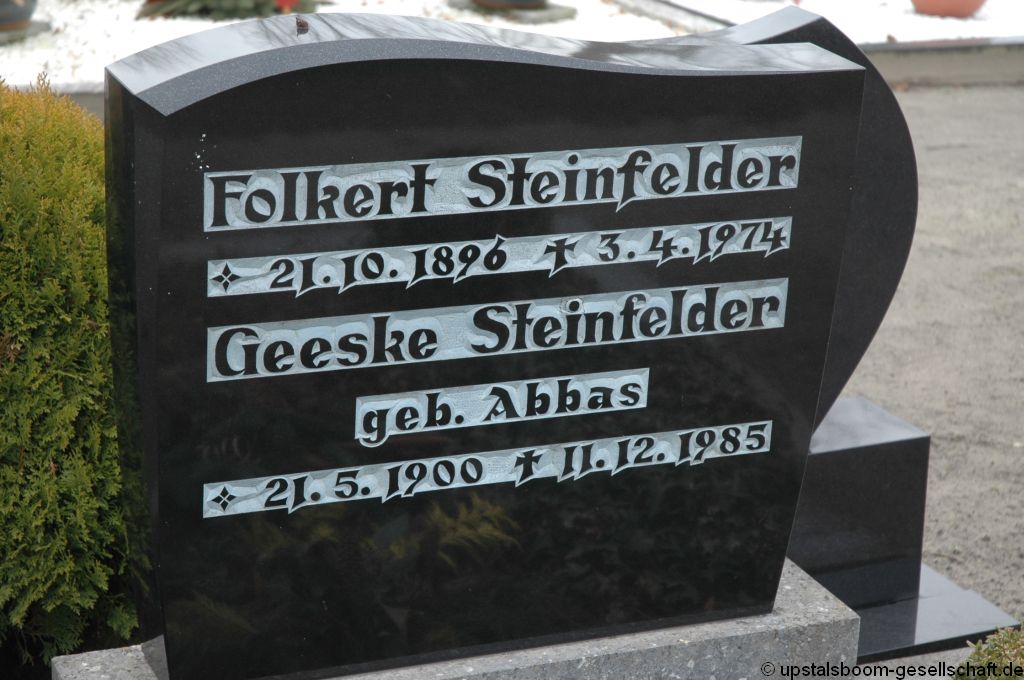 Folkert Steinfelder
21.10.1896 ✝ 3.4.1974
Geeske Steinfelder
geb. Abbas
21.5.1900 ✝ 11.12.1985
© upstalsboom-gesellschaft.de